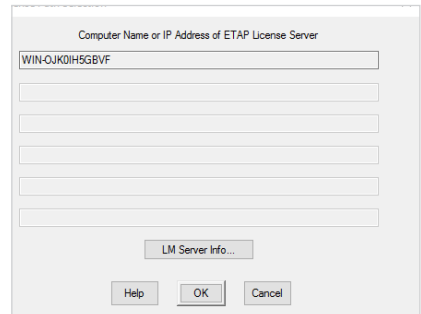 Computer Name or IP Address of ETAP License Server
WIN-OJK0IH5GBVF
LM Server Info...
Help OK Cancel